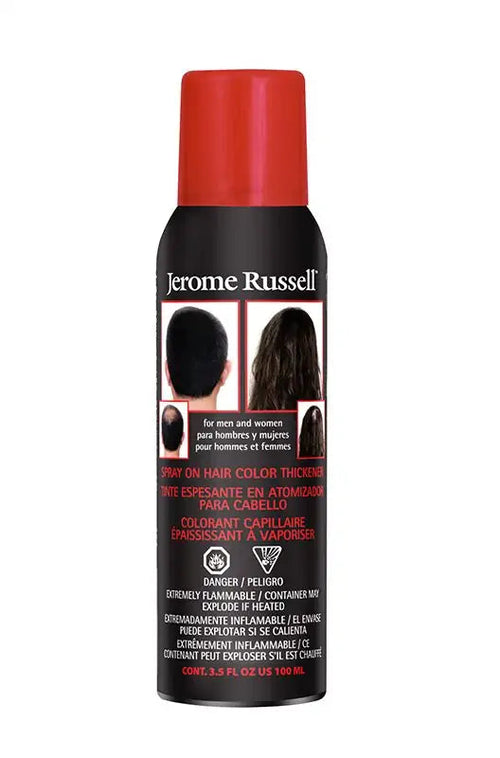 Jerome Russell™
for men and women
para hombres y mujeres
pour hommes et femmes
SPRAY ON HAIR COLOR THICKENER
TINTE ESPESANTE EN ATOMIZADOR
PARA CABELLO
COLORANT CAPILLAIRE
ÉPAISSISSANT À VAPORISER
DANGER / PELIGRO
EXTREMELY FLAMMABLE / CONTAINER MAY
EXPLODE IF HEATED
EXTREMADAMENTE INFLAMABLE / EL ENVASE
PUEDE EXPLOTAR SI SE CALIENTA
EXTRÊMEMENT INFLAMMABLE / CE
CONTENANT PEUT EXPLOSER S'IL EST CHAUFFÉ
CONT. 3.5 FL OZ US 100 ML